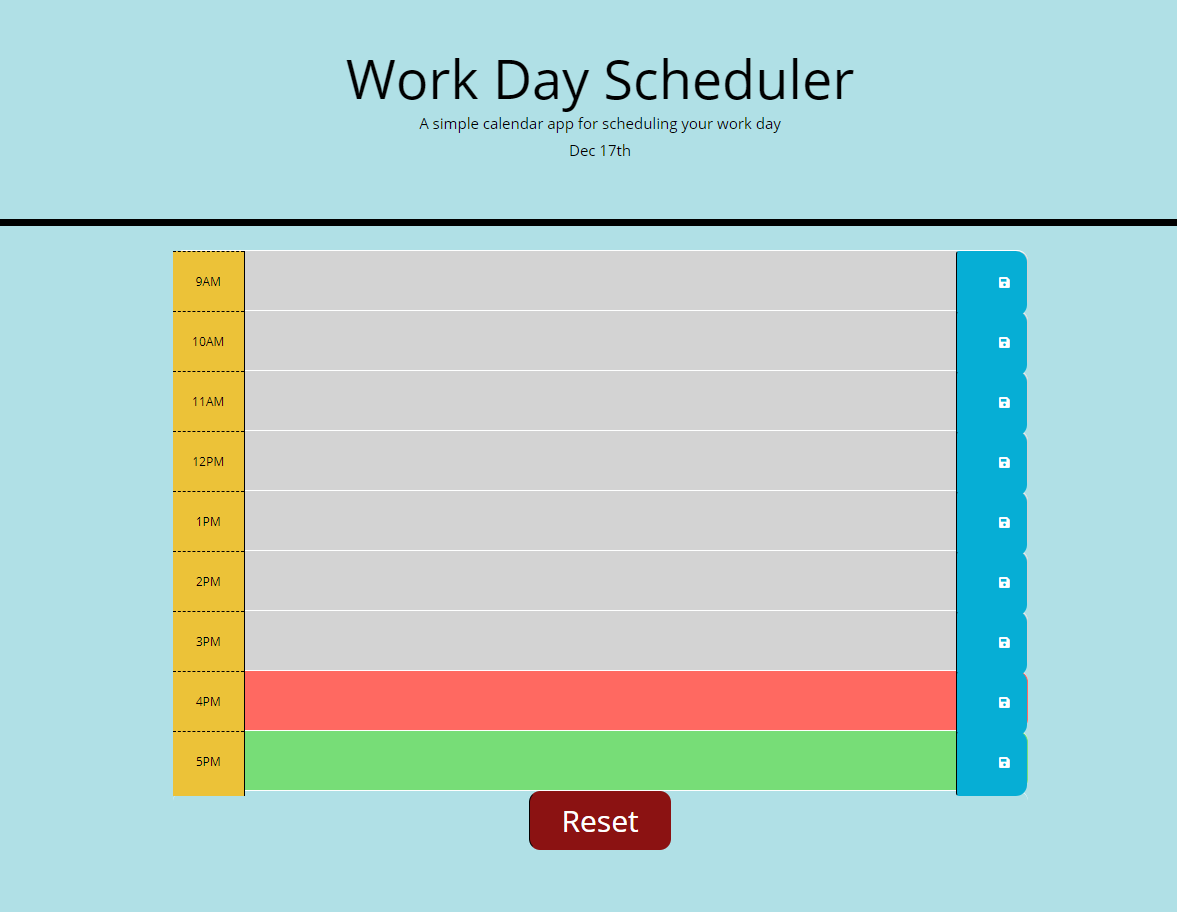 Work Day Scheduler
A simple calendar app for scheduling your work day
Dec 17th
9AM
10AM
11AM
12PM
1PM
2PM
3PM
4PM
5PM
Reset